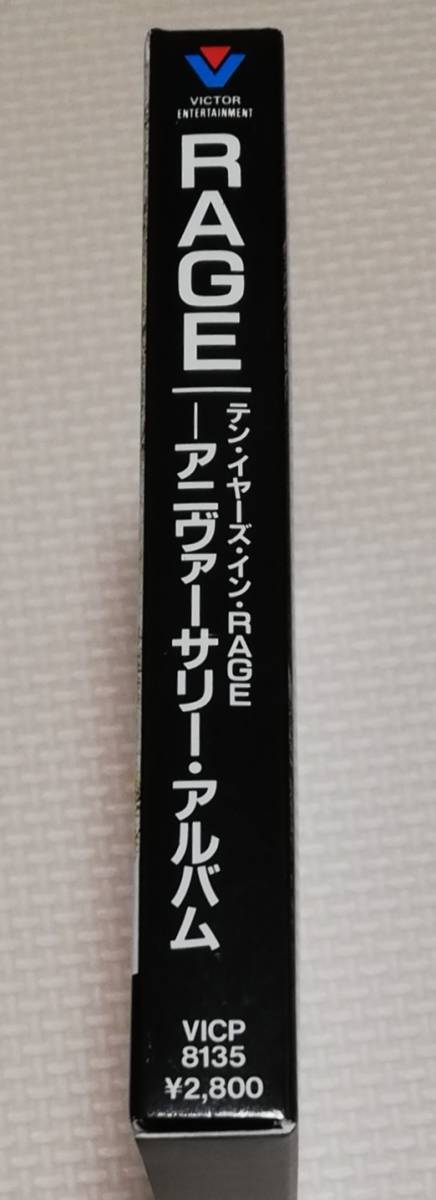 VICTOR
ENTERTAINMENT
RAGE
テン・イヤーズ・イン・RAGE
―アニヴァーサリー・アルバム
VICP
8135
¥2,800